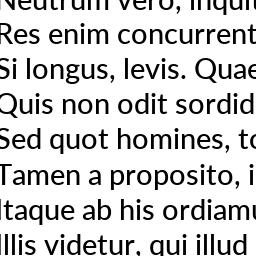 Neutrum vero, inquit
Res enim concurrent
Si longus, levis. Quae
Quis non odit sordid
Sed quot homines, to
Tamen a proposito, i
Itaque ab his ordiamu
Illis videtur, qui illud